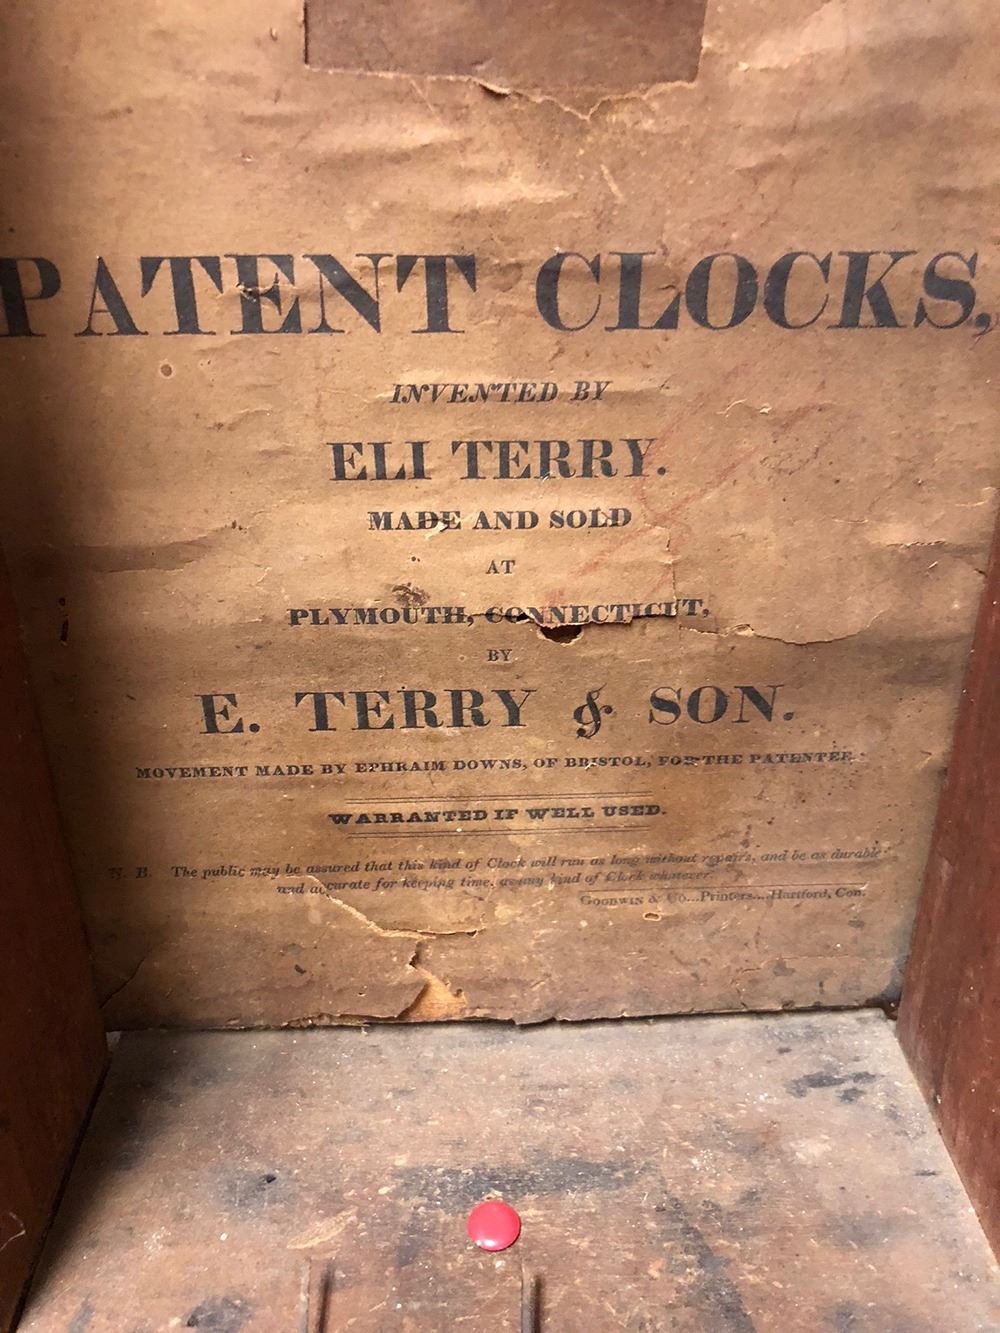 PATENT CLOCKS,
INVENTED BY
ELI TERRY.
MADE AND SOLD
AT
PLYMOUTH, CONNECTICUT,
BY
E. TERRY & SON.
MOVEMENT MADE BY EPHRAIM DOWNS, OF BRISTOL, FOR THE PATENTEE.
WARRANTED IF WELL USED.
N. B. The public may be assured that this kind of Clock will run as long without repairs, and be as durable
and accurate for keeping time, as any kind of Clock whatever.
GOODWIN & Co...Printers....Hartford, Con.